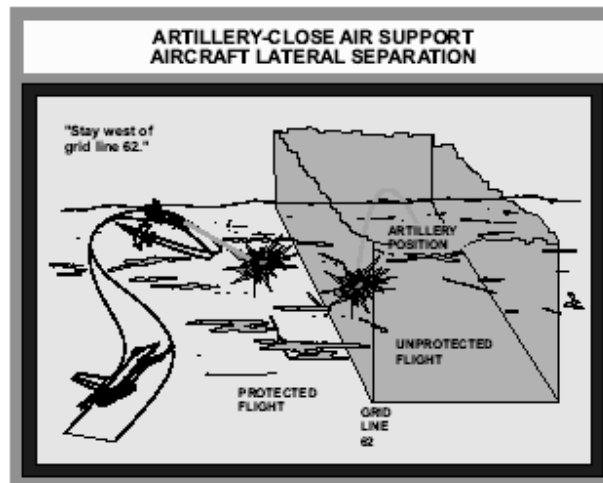 ARTILLERY-CLOSE AIR SUPPORT
AIRCRAFT LATERAL SEPARATION
"Stay west of
grid line 62."
ARTILLERY
POSITION
UNPROTECTED
FLIGHT
PROTECTED
FLIGHT
GRID
LINE
62